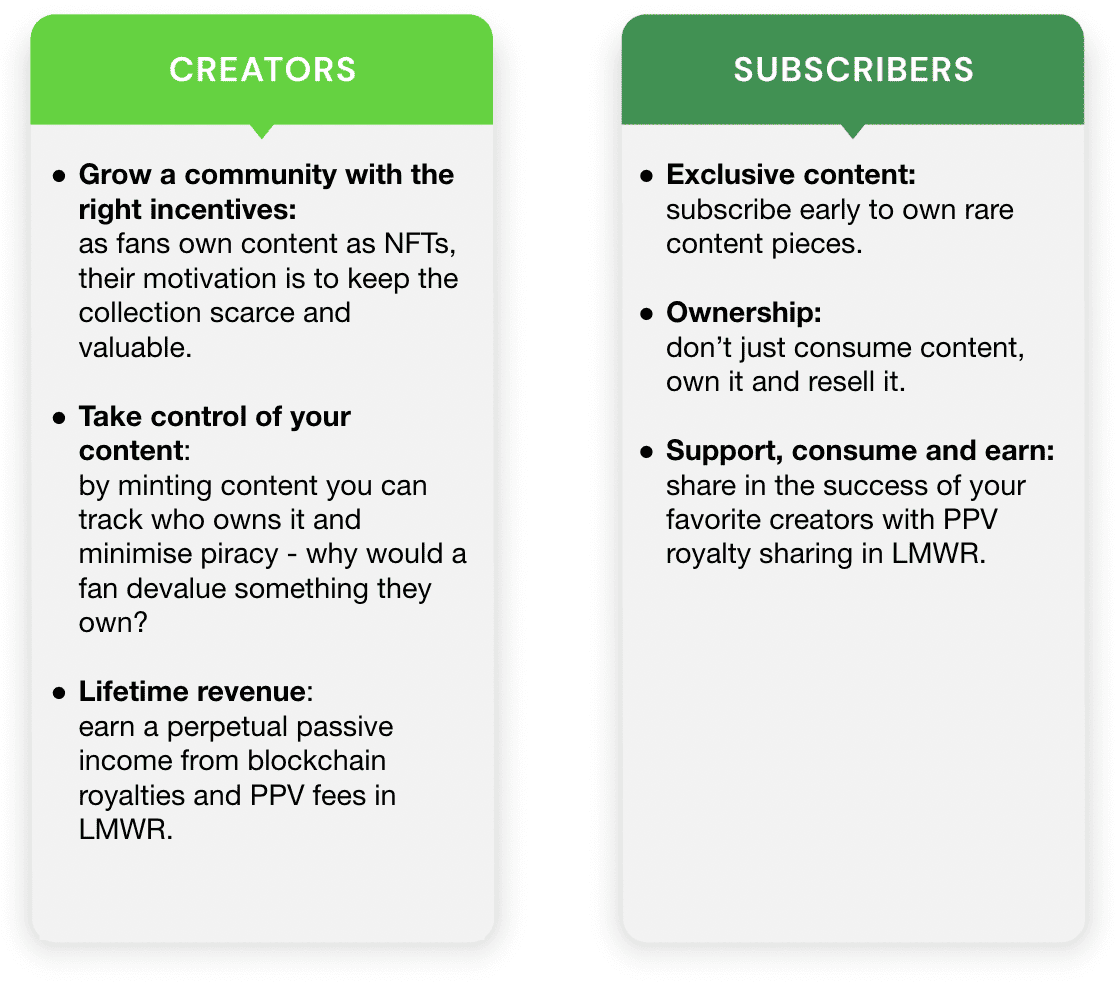 CREATORS
● Grow a community with the
right incentives:
as fans own content as NFTs,
their motivation is to keep the
collection scarce and
valuable.
● Take control of your
content:
by minting content you can
track who owns it and
minimise piracy - why would a
fan devalue something they
own?
● Lifetime revenue:
earn a perpetual passive
income from blockchain
royalties and PPV fees in
LMWR.
SUBSCRIBERS
● Exclusive content:
subscribe early to own rare
content pieces.
● Ownership:
don’t just consume content,
own it and resell it.
● Support, consume and earn:
share in the success of your
favorite creators with PPV
royalty sharing in LMWR.